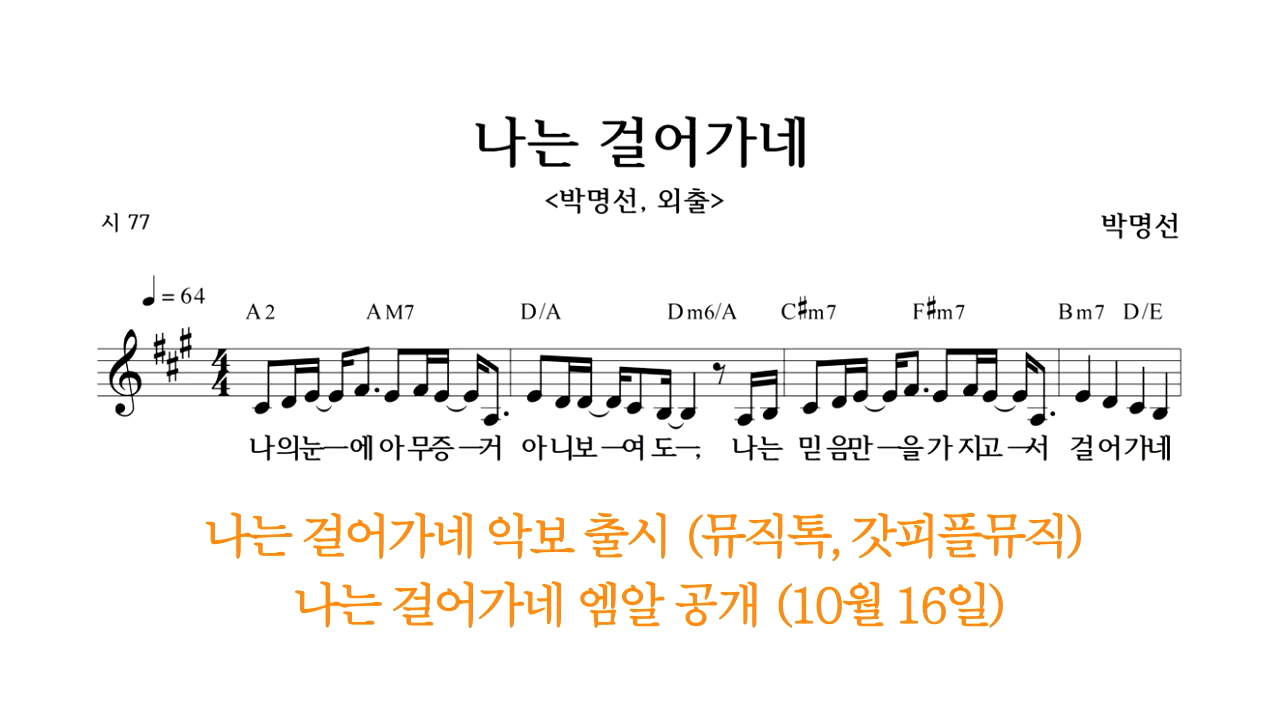 나는 걸어가네
<박명선, 외출>
시 77
박명선
♩ = 64
A2 AM7 D/A Dm6/A C#m7 F#m7 Bm7 D/E
4/4
나의눈—에아무증—거 아니보—여도—, 나는 믿음만—을가지고—서 걸어가네
나는 걸어가네 악보 출시 (뮤직톡, 갓피플뮤직)
나는 걸어가네 엠알 공개 (10월 16일)